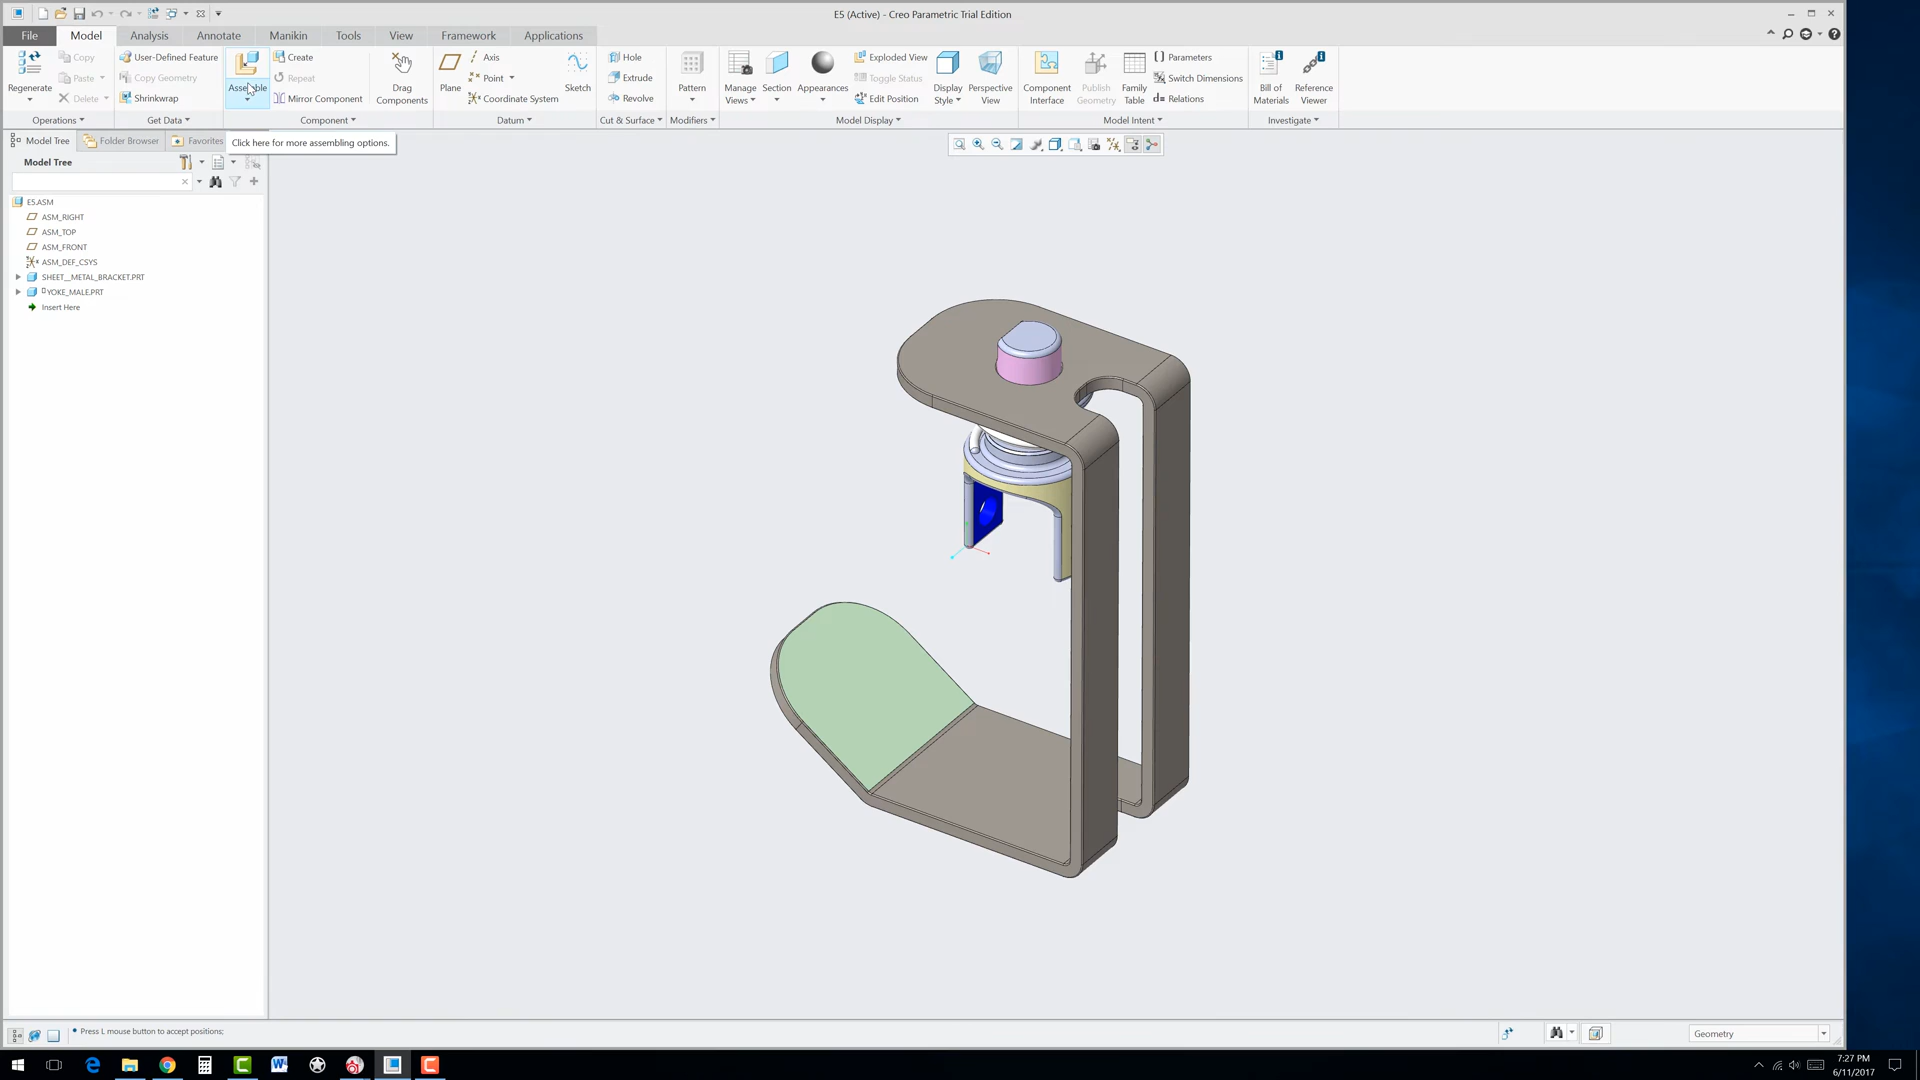 E5 (Active) - Creo Parametric Trial Edition
File Model Analysis Annotate Manikin Tools View Framework Applications
Regenerate
Copy
Paste
Delete
Operations
User-Defined Feature
Copy Geometry
Shrinkwrap
Get Data
Assemble
Create
Repeat
Mirror Component
Drag
Components
Component
Plane
Axis
Point
Coordinate System
Sketch
Datum
Hole
Extrude
Revolve
Cut & Surface
Pattern
Modifiers
Manage
Views
Section
Appearances
Exploded View
Toggle Status
Edit Position
Display
Style
Perspective
View
Model Display
Component
Interface
Publish
Geometry
Family
Table
Parameters
Switch Dimensions
d= Relations
Model Intent
Bill of
Materials
Reference
Viewer
Investigate
Model Tree Folder Browser Favorites
Click here for more assembling options.
Model Tree
E5.ASM
ASM_RIGHT
ASM_TOP
ASM_FRONT
ASM_DEF_CSYS
SHEET__METAL_BRACKET.PRT
YOKE_MALE.PRT
Insert Here
Press L mouse button to accept positions;
Geometry
7:27 PM
6/11/2017